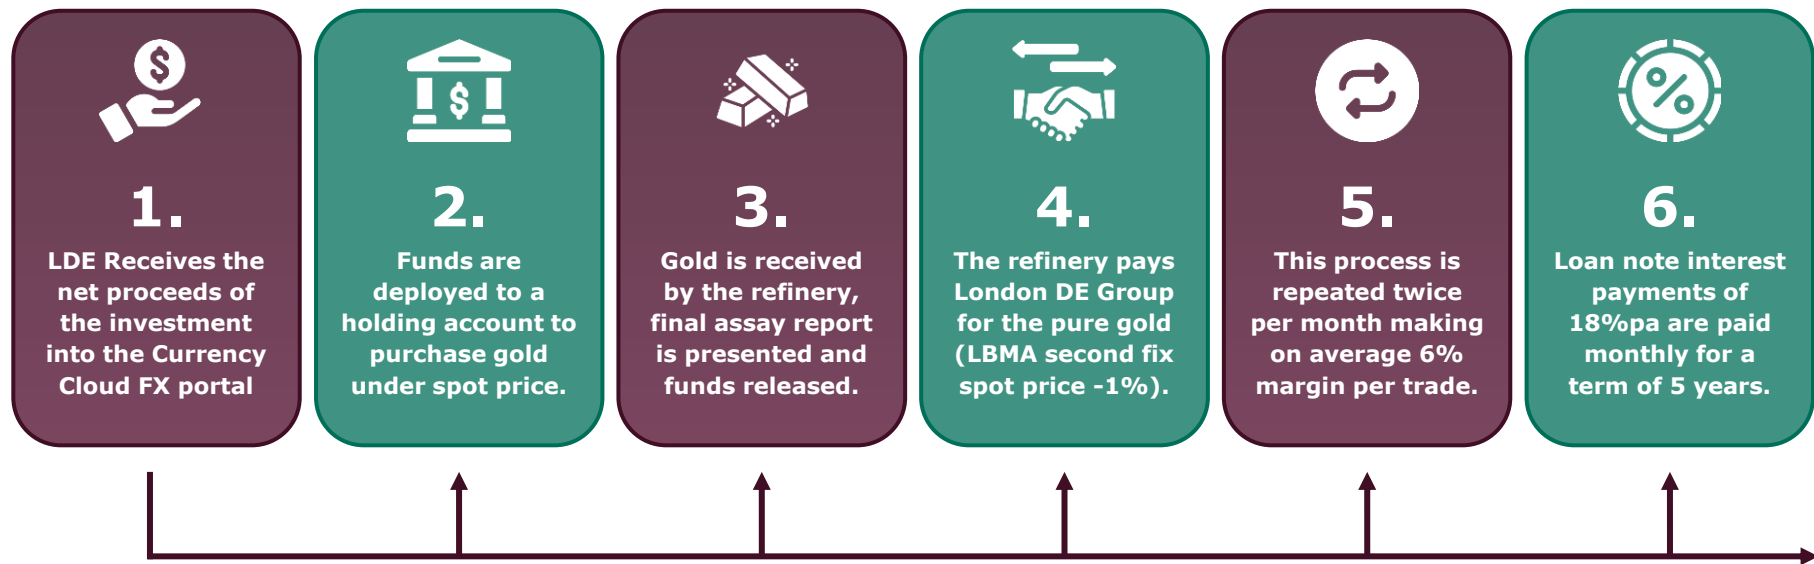 $
$
%
1.
LDE Receives the
net proceeds of
the investment
into the Currency
Cloud FX portal
2.
Funds are
deployed to a
holding account to
purchase gold
under spot price.
3.
Gold is received
by the refinery,
final assay report
is presented and
funds released.
4.
The refinery pays
London DE Group
for the pure gold
(LBMA second fix
spot price -1%).
5.
This process is
repeated twice
per month making
on average 6%
margin per trade.
6.
Loan note interest
payments of
18%pa are paid
monthly for a
term of 5 years.